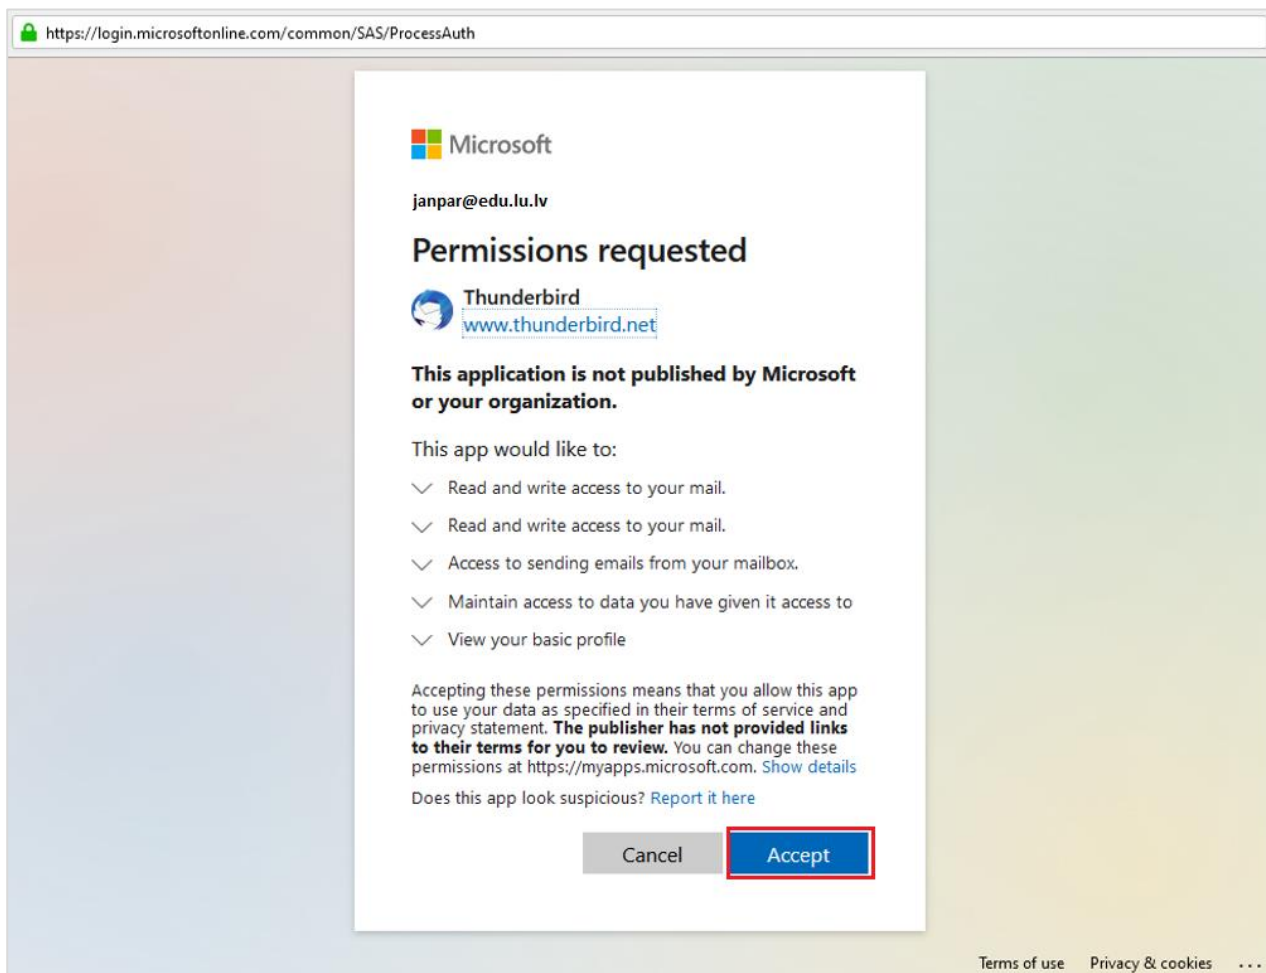 https://login.microsoftonline.com/common/SAS/ProcessAuth
Microsoft
janpar@edu.lu.lv
Permissions requested
Thunderbird
www.thunderbird.net
This application is not published by Microsoft
or your organization.
This app would like to:
Read and write access to your mail.
Read and write access to your mail.
Access to sending emails from your mailbox.
Maintain access to data you have given it access to
View your basic profile
Accepting these permissions means that you allow this app
to use your data as specified in their terms of service and
privacy statement. The publisher has not provided links
to their terms for you to review. You can change these
permissions at https://myapps.microsoft.com. Show details
Does this app look suspicious? Report it here
Cancel Accept
Terms of use Privacy & cookies ...